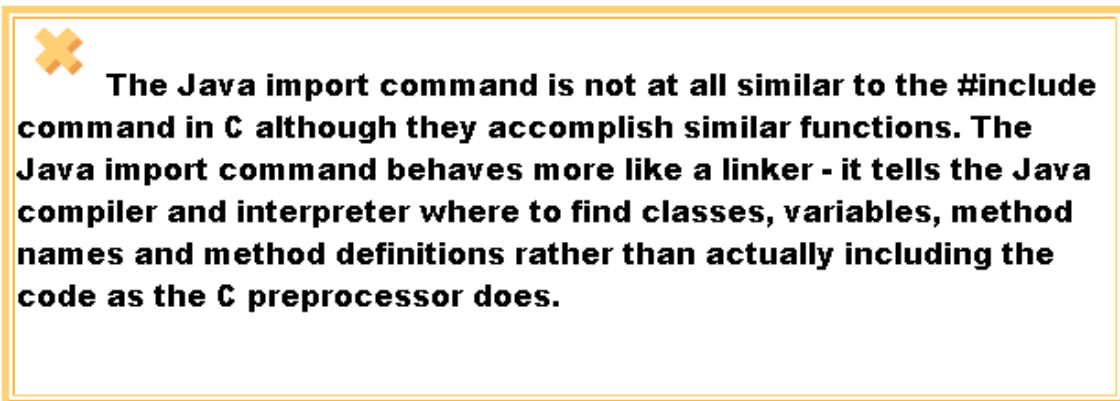 The Java import command is not at all similar to the #include
command in C although they accomplish similar functions. The
Java import command behaves more like a linker - it tells the Java
compiler and interpreter where to find classes, variables, method
names and method definitions rather than actually including the
code as the C preprocessor does.